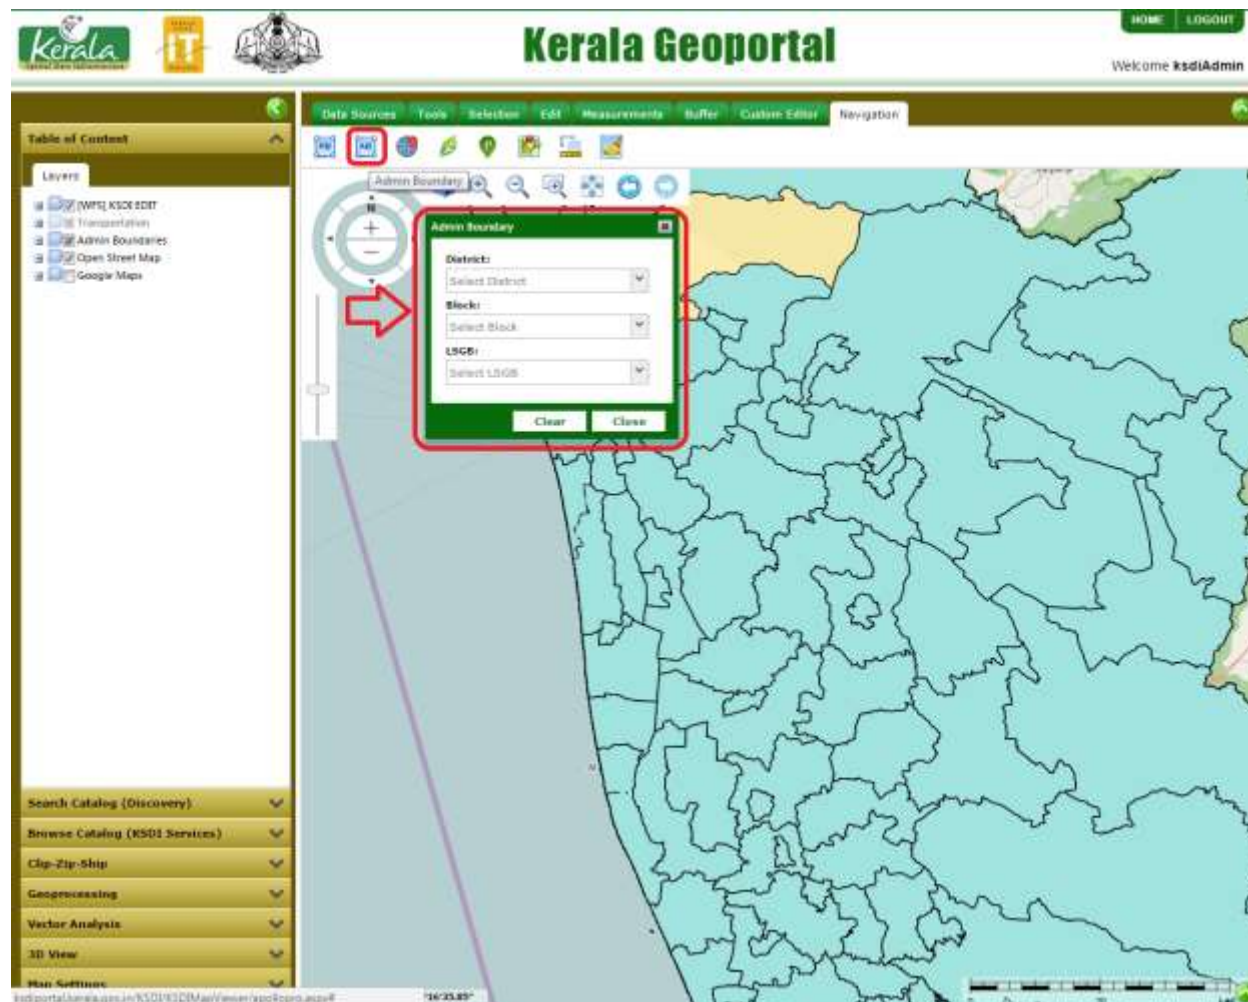 Kerala
iT
Kerala Geoportal
HOME LOGOUT
Welcome ksdiAdmin
Data Sources Tools Selection Edit Measurements Buffer Custom Editor Navigation
Table of Content
Layers
Admin Boundary
[WFS] KSDI EDIT
Transportation
Admin Boundaries
Open Street Map
Google Maps
N
Admin Boundary
District:
Select District
Block:
Select Block
LSGB:
Select LSGB
Clear Close
Search Catalog (Discovery)
Browse Catalog (KSDI Services)
Clip-Zip-Ship
Geoprocessing
Vector Analysis
3D View
Map Settings